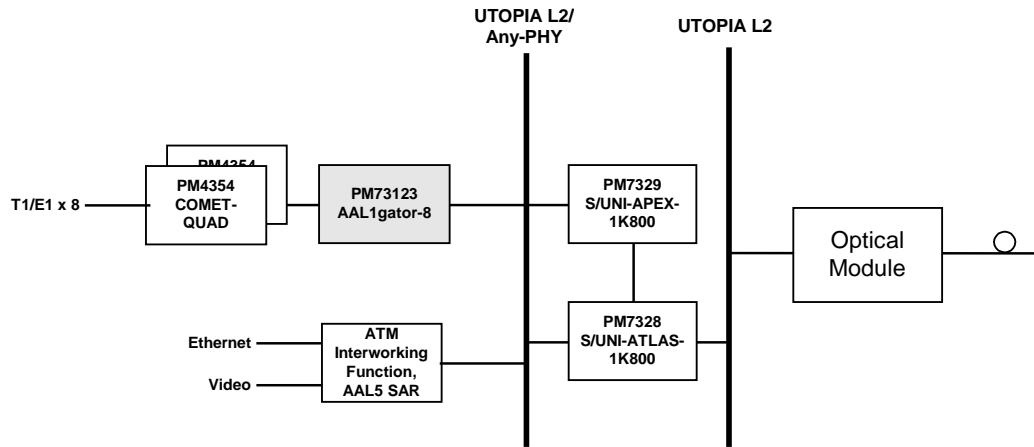 UTOPIA L2/
Any-PHY
UTOPIA L2
PM4354
PM4354
COMET-
QUAD
T1/E1 x 8
PM73123
AAL1gator-8
PM7329
S/UNI-APEX-
1K800
Optical
Module
PM7328
S/UNI-ATLAS-
1K800
Ethernet
Video
ATM
Interworking
Function,
AAL5 SAR